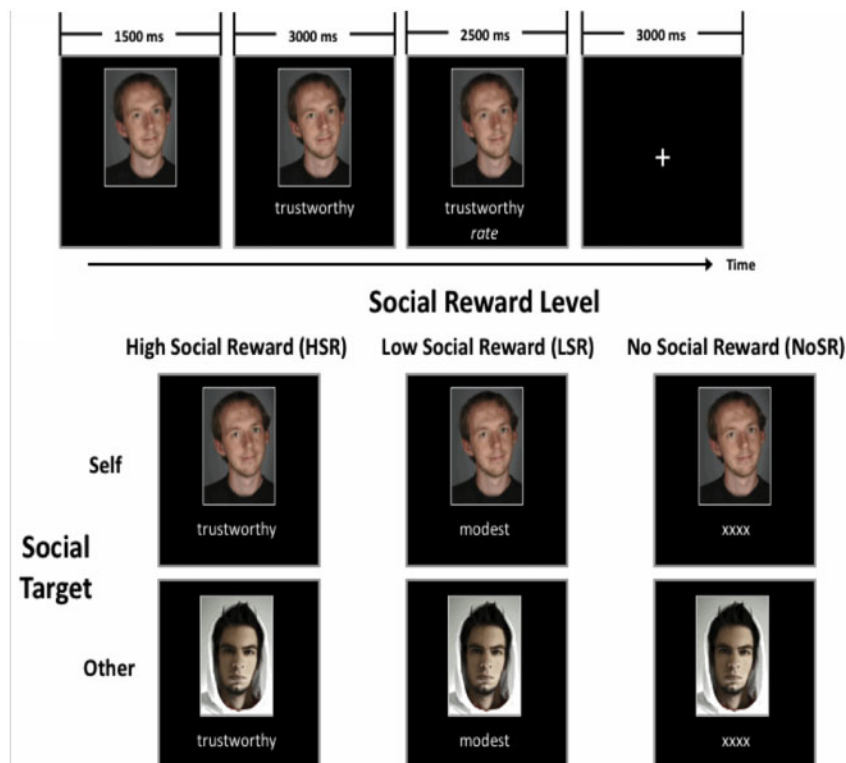 1500 ms 3000 ms 2500 ms 3000 ms
trustworthy trustworthy
rate
+
Time
Social Reward Level
High Social Reward (HSR) Low Social Reward (LSR) No Social Reward (NoSR)
Self
trustworthy modest xxxx
Social
Target
Other
trustworthy modest xxxx